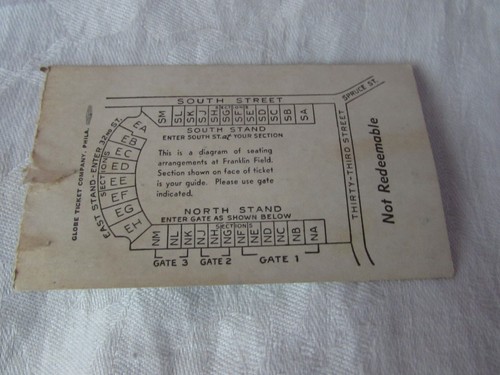 SOUTH STREET
SPRUCE ST.
SECTIONS
SM SL SK SJ SH SG SF SE SD SC SB SA
SOUTH STAND
ENTER SOUTH ST. at YOUR SECTION
This is a diagram of seating
arrangements at Franklin Field.
Section shown on face of ticket
is your guide. Please use gate
indicated.
NORTH STAND
ENTER GATE AS SHOWN BELOW
SECTIONS
NM NL NK NJ NH NG NF NE ND NC NB NA
GATE 3 GATE 2 GATE 1
EAST STAND - ENTER 32nd ST.
SECTIONS
EA
EB
EC
ED
EE
EF
EG
EH
GLOBE TICKET COMPANY, PHILA.
THIRTY-THIRD STREET
Not Redeemable